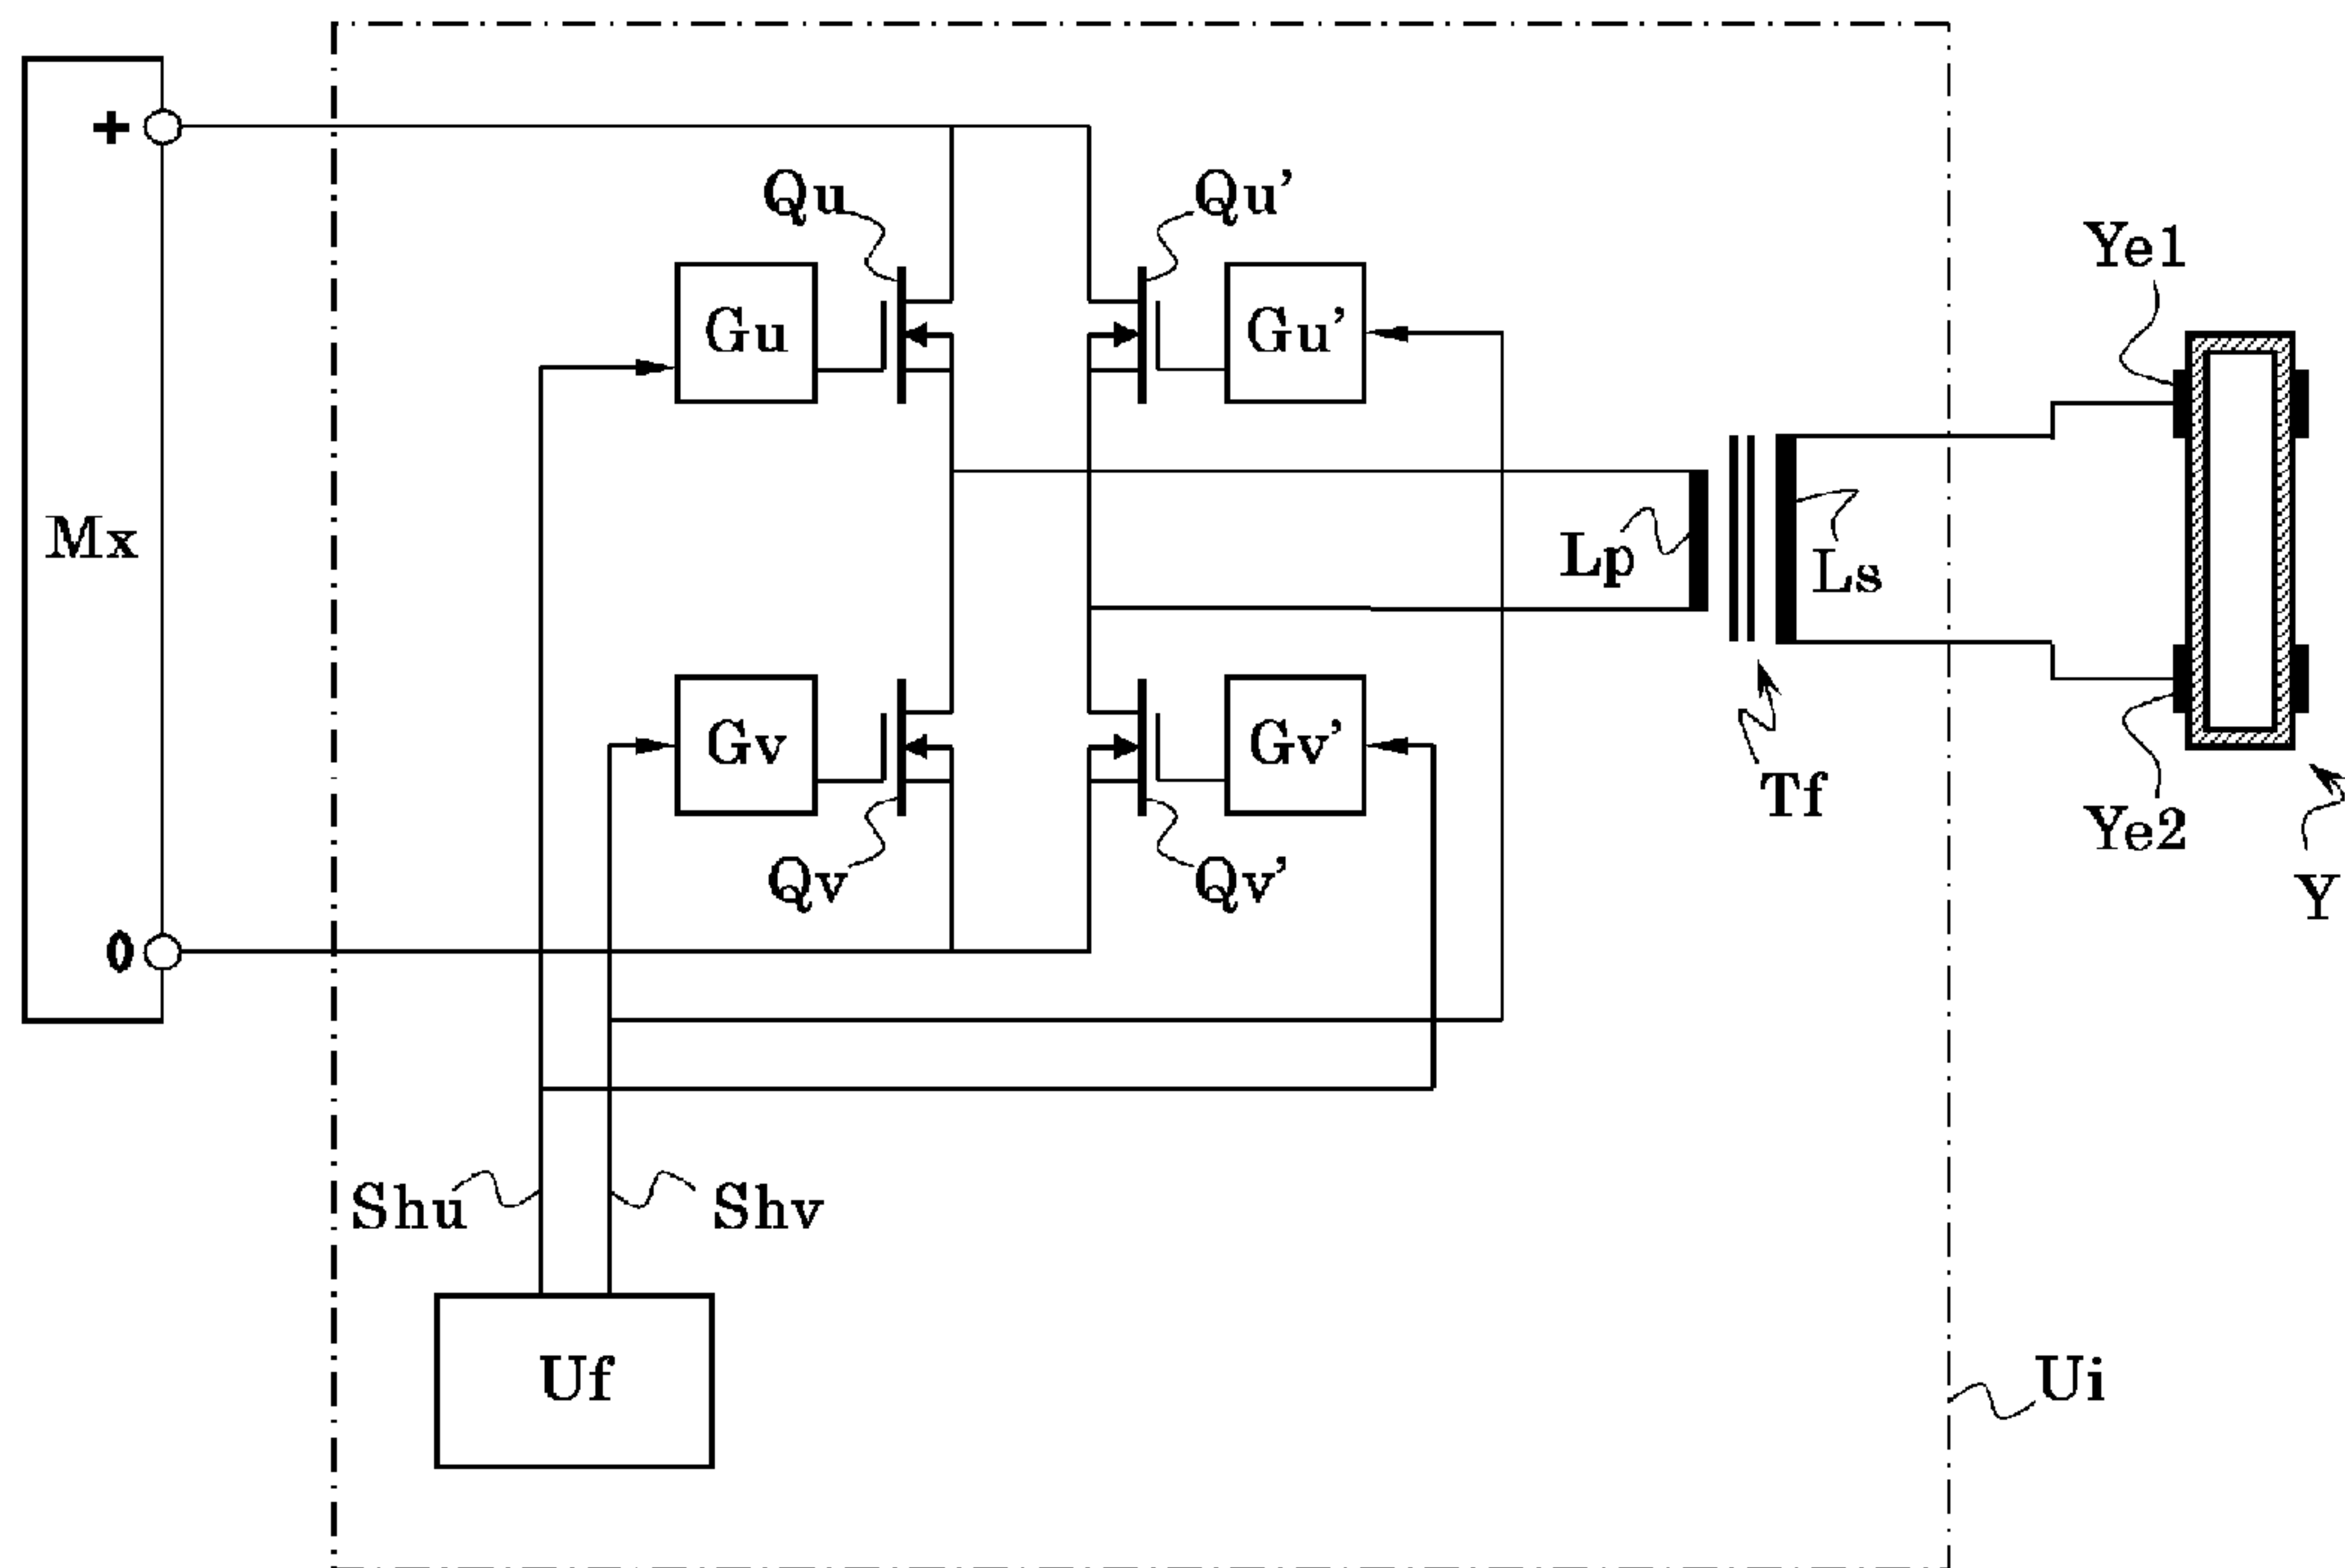 +
Qu
Qu'
Ye1
Gu
Gu'
Mx
Lp
Ls
Gv
Gv'
Tf
Ye2
Qv
Qv'
Y
0
Shu
Shv
Uf
Ui